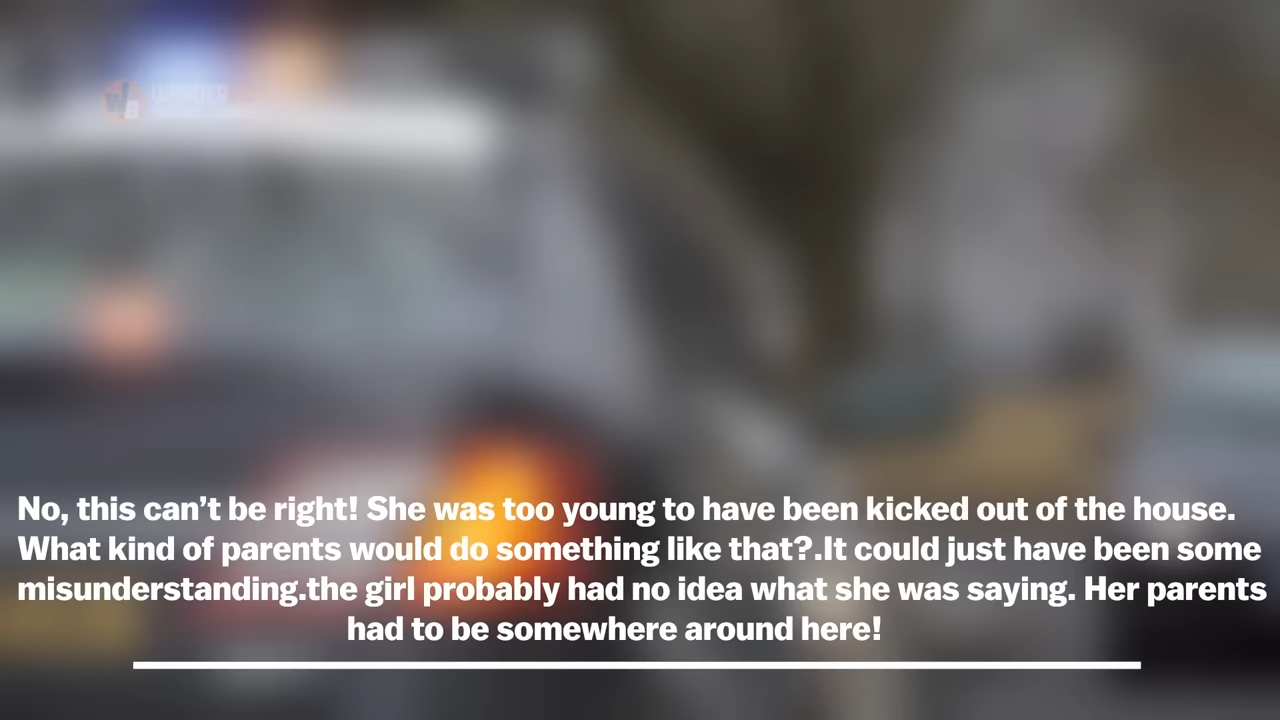 WB
No, this can’t be right! She was too young to have been kicked out of the house.
What kind of parents would do something like that?.It could just have been some
misunderstanding.the girl probably had no idea what she was saying. Her parents
had to be somewhere around here!